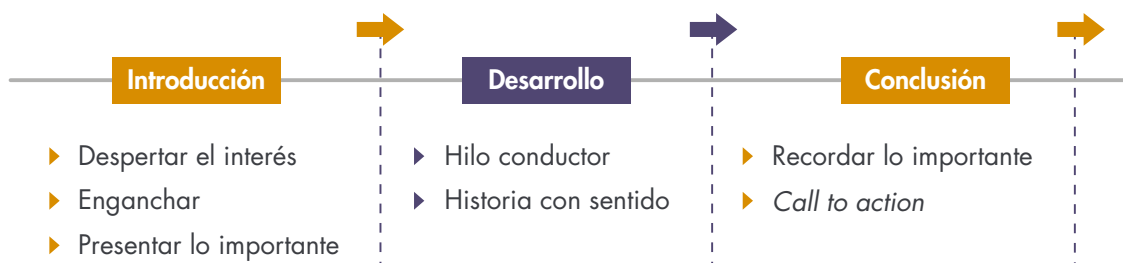 Introducción
Despertar el interés
Enganchar
Presentar lo importante
Desarrollo
Hilo conductor
Historia con sentido
Conclusión
Recordar lo importante
Call to action